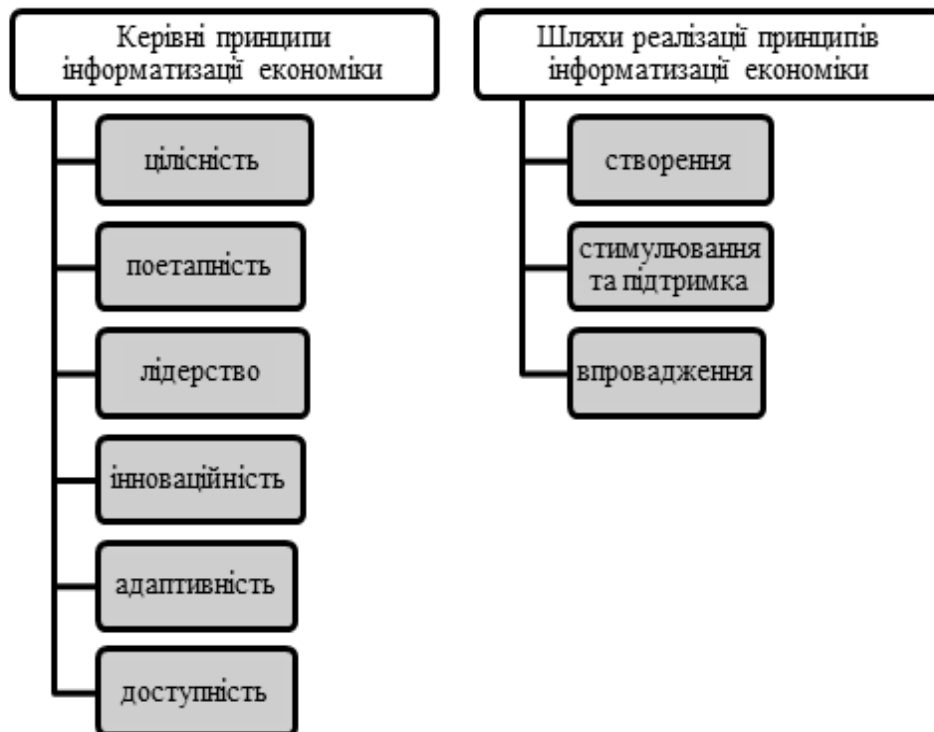 Керівні принципи
інформатизації економіки
цілісність
поетапність
лідерство
інноваційність
адаптивність
доступність
Шляхи реалізації принципів
інформатизації економіки
створення
стимулювання
та підтримка
впровадження